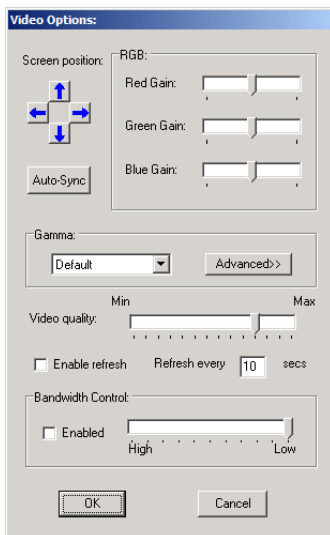 Video Options:
Screen position:
RGB:
Red Gain:
Green Gain:
Blue Gain:
Auto-Sync
Gamma:
Default
Advanced>>
Min Max
Video quality:
Enable refresh Refresh every 10 secs
Bandwidth Control:
Enabled
High Low
OK Cancel